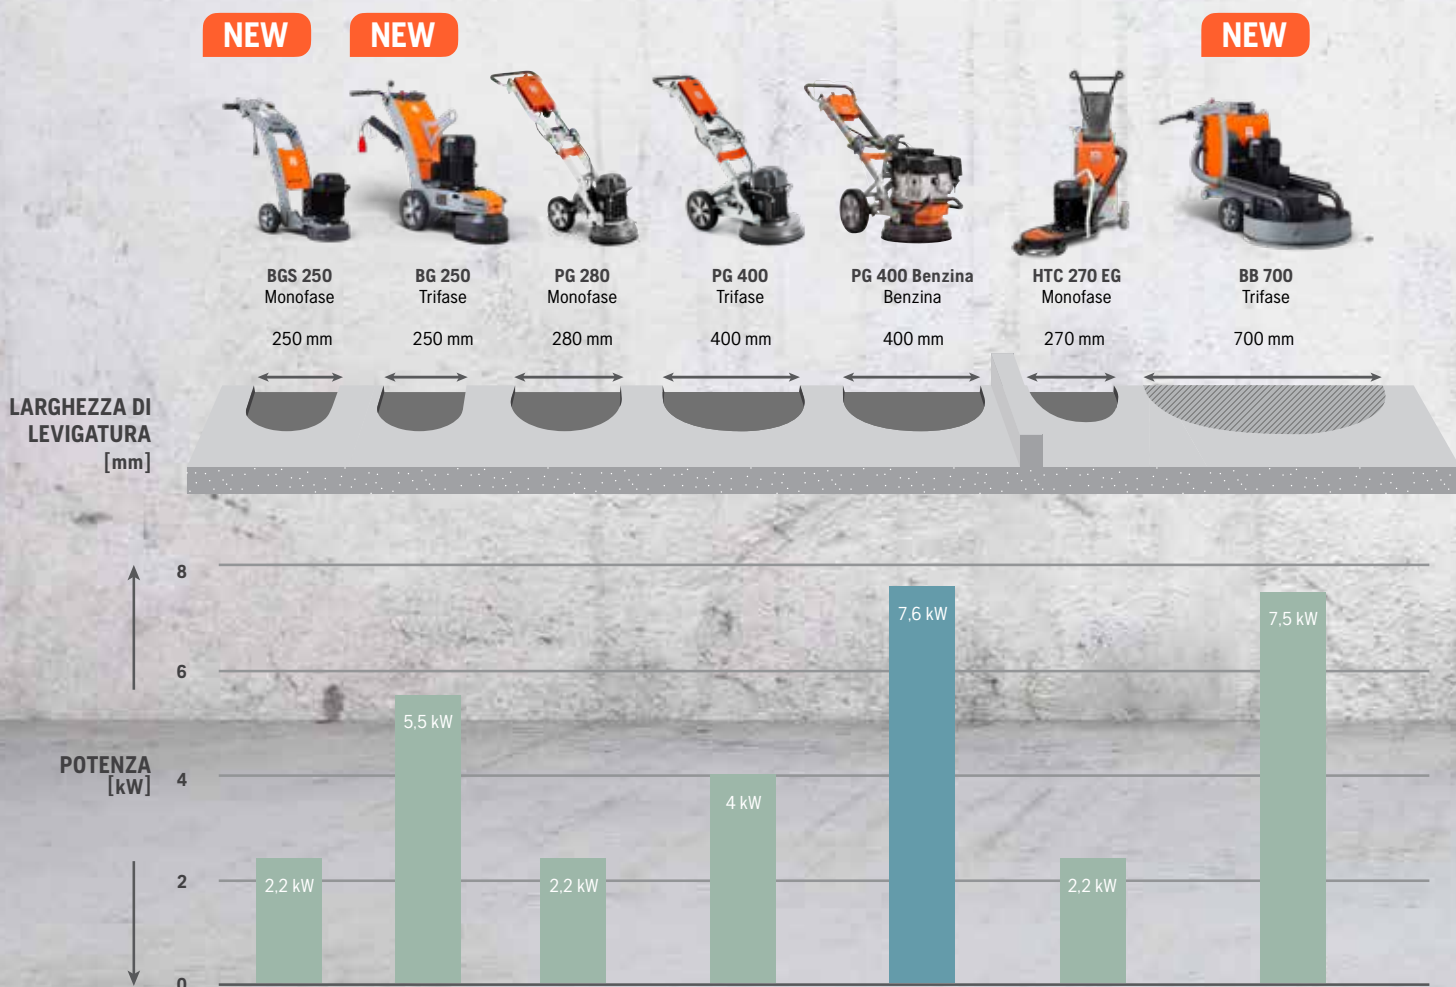 NEW
NEW
NEW
BGS 250
Monofase
250 mm
BG 250
Trifase
250 mm
PG 280
Monofase
280 mm
PG 400
Trifase
400 mm
PG 400 Benzina
Benzina
400 mm
HTC 270 EG
Monofase
270 mm
BB 700
Trifase
700 mm
LARGHEZZA DI
LEVIGATURA
[mm]
8
6
4
2
0
POTENZA
[kW]
2,2 kW
5,5 kW
2,2 kW
4 kW
7,6 kW
2,2 kW
7,5 kW